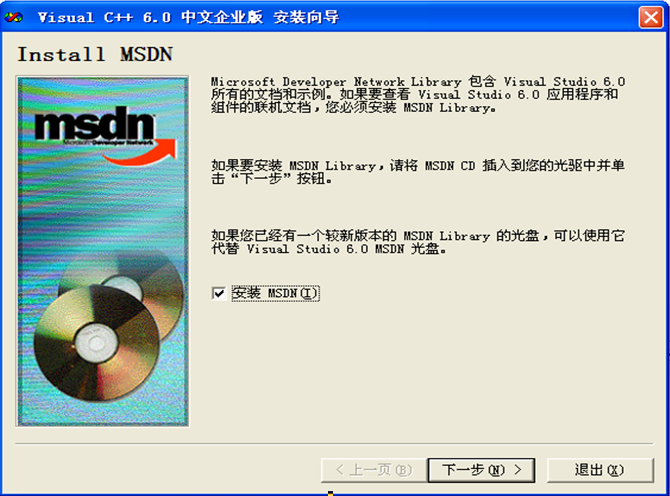 Visual C++ 6.0 中文企业版 安装向导
Install MSDN
msdn
Microsoft Developer Network
Microsoft Developer Network Library 包含 Visual Studio 6.0
所有的文档和示例。如果要查看 Visual Studio 6.0 应用程序和
组件的联机文档，您必须安装 MSDN Library。
如果要安装 MSDN Library，请将 MSDN CD 插入到您的光驱中并单
击“下一步”按钮。
如果您已经有一个较新版本的 MSDN Library 的光盘，可以使用它
代替 Visual Studio 6.0 MSDN 光盘。
安装 MSDN(I)
< 上一页(B)
下一步(N) >
退出(X)